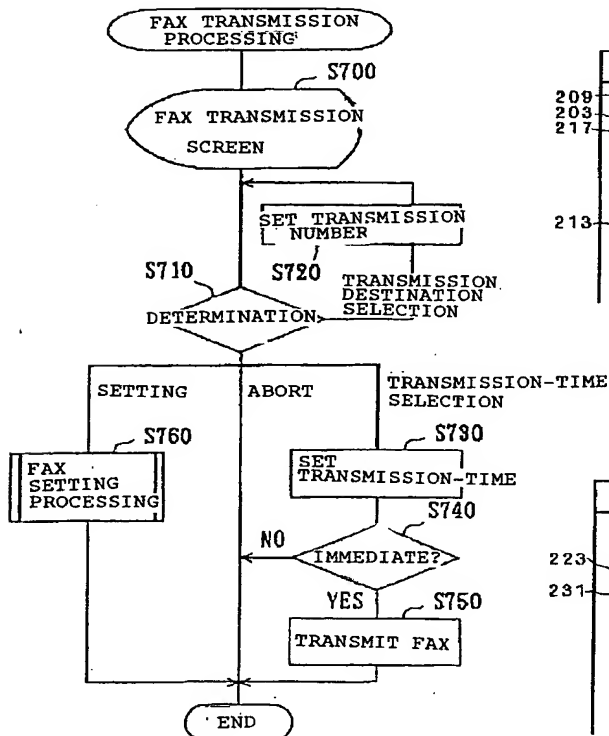 FAX TRANSMISSION
PROCESSING
S700
FAX TRANSMISSION
SCREEN
209
203
217
SET TRANSMISSION
NUMBER
S720
213
S710
TRANSMISSION
DESTINATION
SELECTION
DETERMINATION
SETTING
ABORT
TRANSMISSION-TIME
SELECTION
S760
FAX
SETTING
PROCESSING
S730
SET
TRANSMISSION-TIME
S740
NO
IMMEDIATE?
223
231
YES
S750
TRANSMIT FAX
END